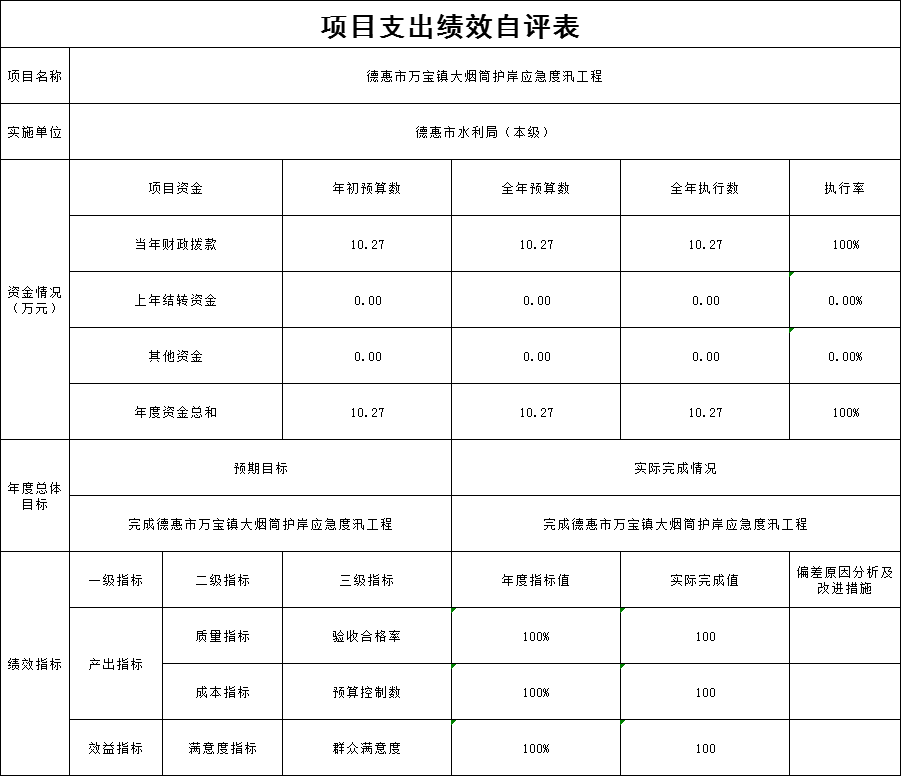 项目支出绩效自评表
项目名称 德惠市万宝镇大烟筒护岸应急度汛工程
实施单位 德惠市水利局（本级）
资金情况
（万元）
项目资金 年初预算数 全年预算数 全年执行数 执行率
当年财政拨款 10.27 10.27 10.27 100%
上年结转资金 0.00 0.00 0.00 0.00%
其他资金 0.00 0.00 0.00 0.00%
年度资金总和 10.27 10.27 10.27 100%
年度总体
目标
预期目标 实际完成情况
完成德惠市万宝镇大烟筒护岸应急度汛工程 完成德惠市万宝镇大烟筒护岸应急度汛工程
绩效指标
一级指标 二级指标 三级指标 年度指标值 实际完成值 偏差原因分析及
改进措施
产出指标 质量指标 验收合格率 100% 100
成本指标 预算控制数 100% 100
效益指标 满意度指标 群众满意度 100% 100